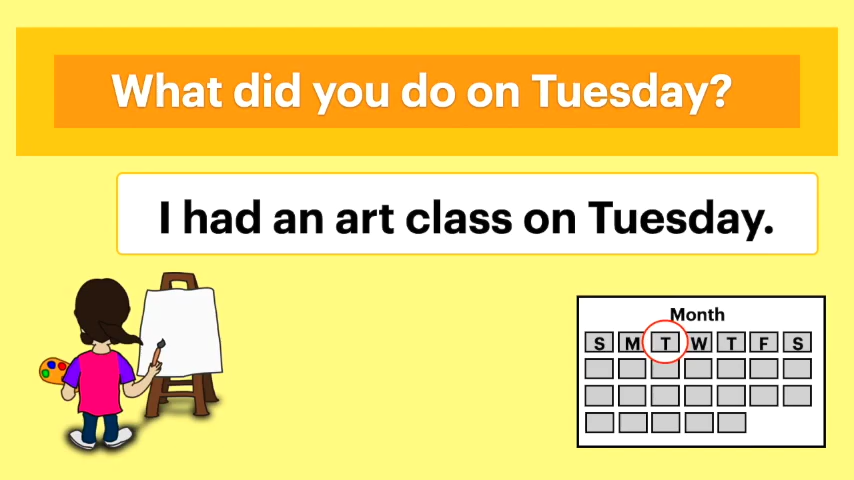 What did you do on Tuesday?
I had an art class on Tuesday.
Month
S M T W T F S